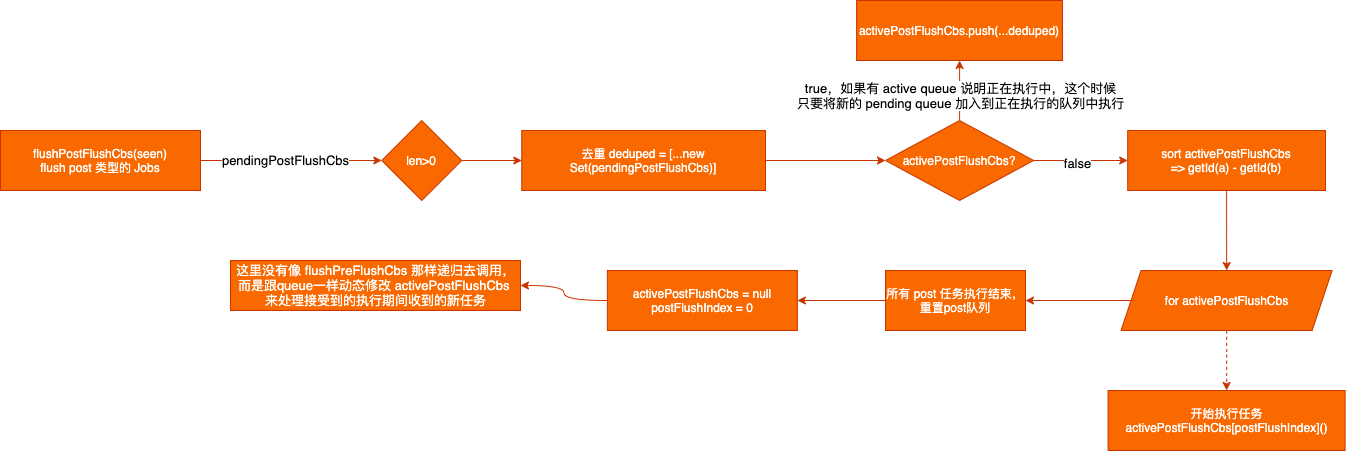 activePostFlushCbs.push(...deduped)
true，如果有 active queue 说明正在执行中，这个时候
只要将新的 pending queue 加入到正在执行的队列中执行
flushPostFlushCbs(seen)
flush post 类型的 Jobs
pendingPostFlushCbs
len>0
去重 deduped = [...new
Set(pendingPostFlushCbs)]
activePostFlushCbs?
false
sort activePostFlushCbs
=> getId(a) - getId(b)
这里没有像 flushPreFlushCbs 那样递归去调用，
而是跟queue一样动态修改 activePostFlushCbs
来处理接受到的执行期间收到的新任务
activePostFlushCbs = null
postFlushIndex = 0
所有 post 任务执行结束，
重置post队列
for activePostFlushCbs
开始执行任务
activePostFlushCbs[postFlushIndex]()